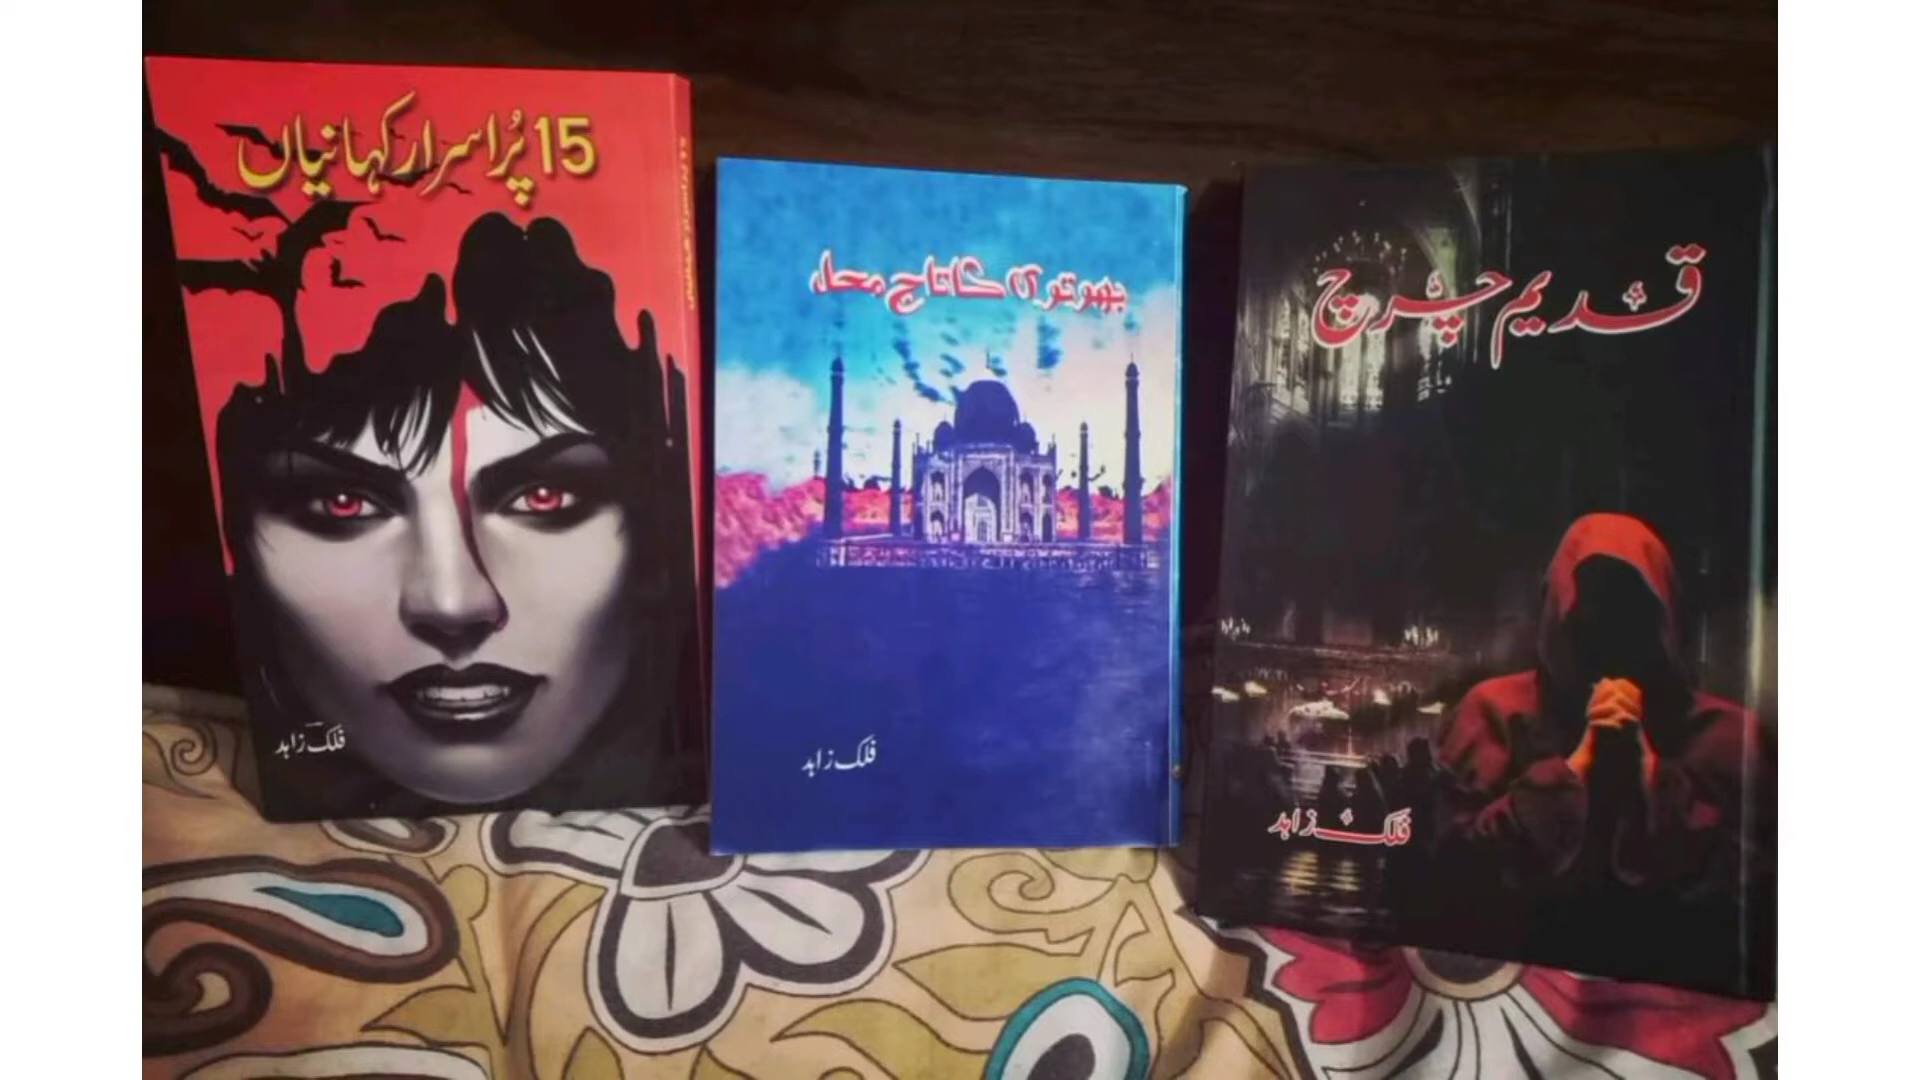 15 پُراسرار کہانیاں
فلک زاہد
بھوتوں کا تاج محل
فلک زاہد
قدیم چرچ
فلک زاہد